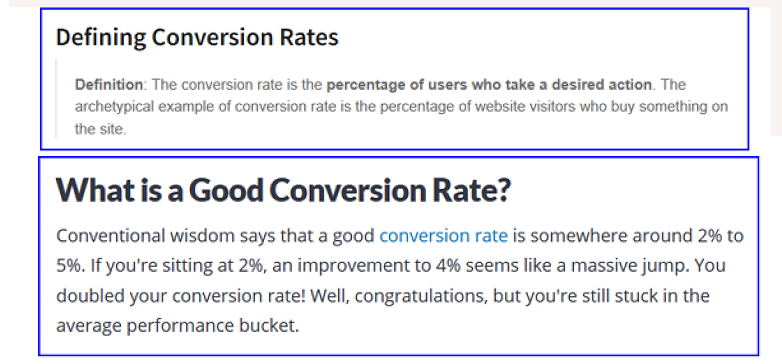 Defining Conversion Rates
Definition: The conversion rate is the percentage of users who take a desired action. The
archetypical example of conversion rate is the percentage of website visitors who buy something on
the site.
What is a Good Conversion Rate?
Conventional wisdom says that a good conversion rate is somewhere around 2% to
5%. If you're sitting at 2%, an improvement to 4% seems like a massive jump. You
doubled your conversion rate! Well, congratulations, but you're still stuck in the
average performance bucket.